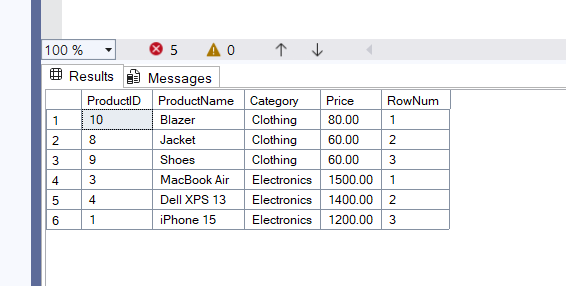 100 % 5 0
Results Messages
ProductID ProductName Category Price RowNum
1 10 Blazer Clothing 80.00 1
2 8 Jacket Clothing 60.00 2
3 9 Shoes Clothing 60.00 3
4 3 MacBook Air Electronics 1500.00 1
5 4 Dell XPS 13 Electronics 1400.00 2
6 1 iPhone 15 Electronics 1200.00 3